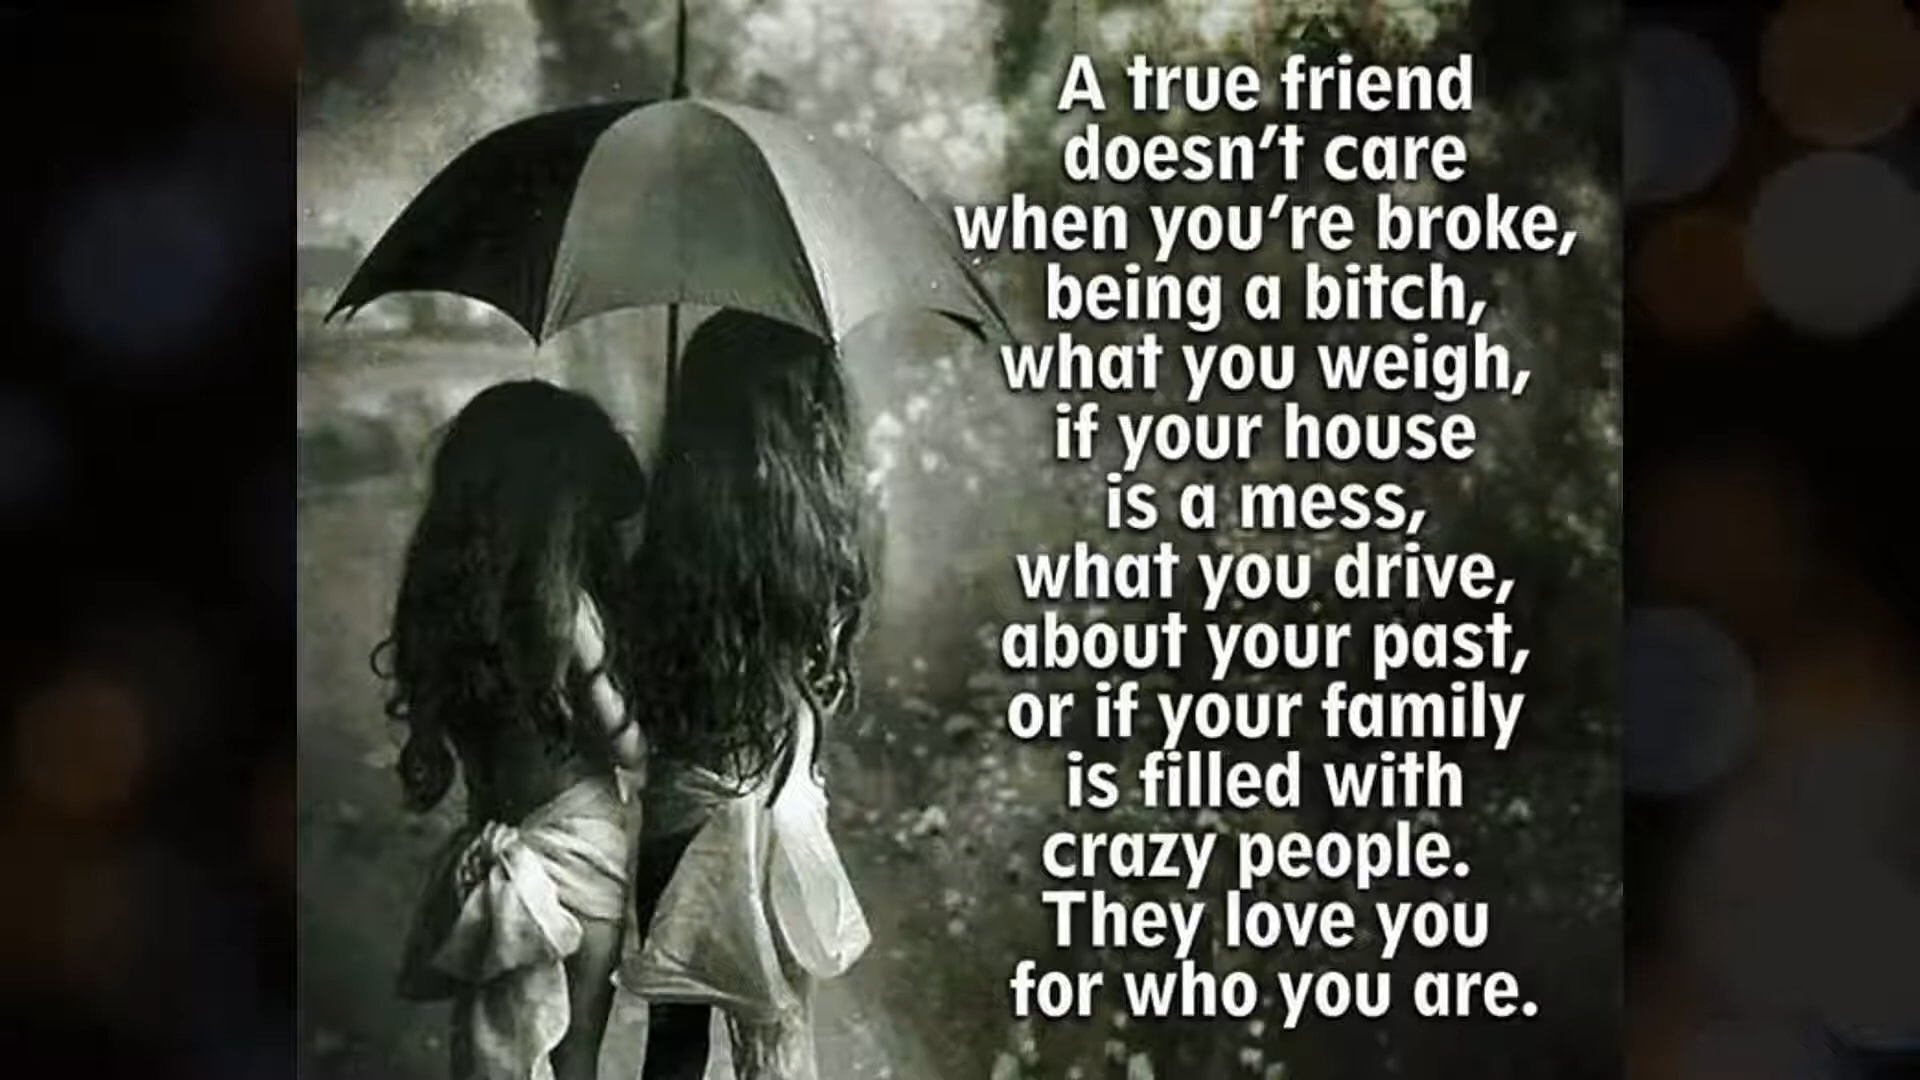 A true friend
doesn't care
when you're broke,
being a bitch,
what you weigh,
if your house
is a mess,
what you drive,
about your past,
or if your family
is filled with
crazy people.
They love you
for who you are.